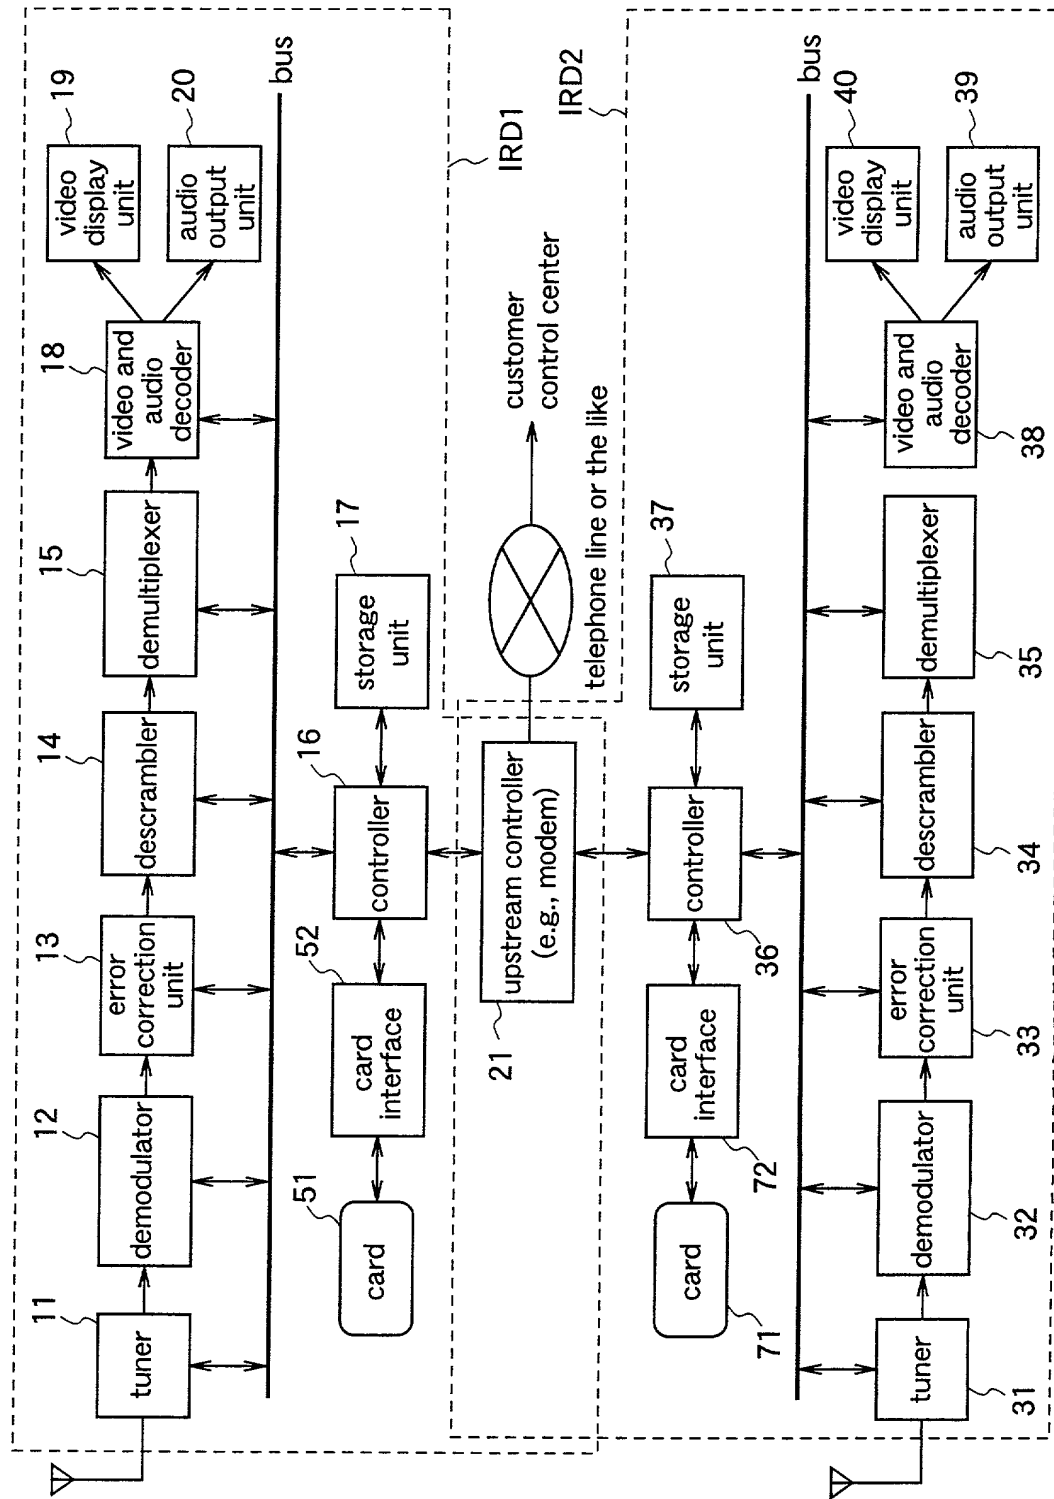 11
tuner
12
demodulator
13
error
correction
unit
14
descrambler
15
demultiplexer
18
video and
audio
decoder
19
video
display
unit
20
audio
output
unit
bus
51
card
52
card
interface
16
controller
17
storage
unit
IRD1
21
upstream controller
(e.g., modem)
customer
control center
telephone line or the like
IRD2
71
card
72
card
interface
36
controller
37
storage
unit
bus
31
tuner
32
demodulator
33
error
correction
unit
34
descrambler
35
demultiplexer
38
video and
audio
decoder
40
video
display
unit
39
audio
output
unit